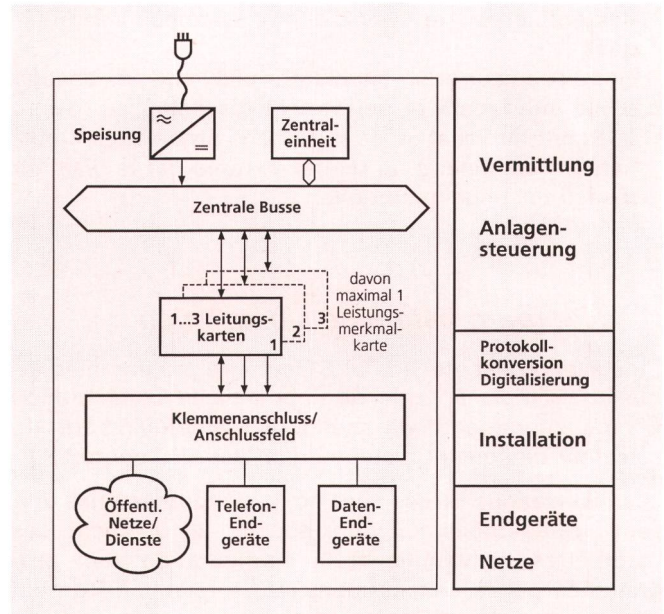 Speisung
Zentral-
einheit
Zentrale Busse
1...3 Leitungs-
karten
1
2
3
davon
maximal 1
Leistungs-
merkmal-
karte
Klemmenanschluss/
Anschlussfeld
Öffentl.
Netze/
Dienste
Telefon-
End-
geräte
Daten-
End-
geräte
Vermittlung
Anlagen-
steuerung
Protokoll-
konversion
Digitalisierung
Installation
Endgeräte
Netze